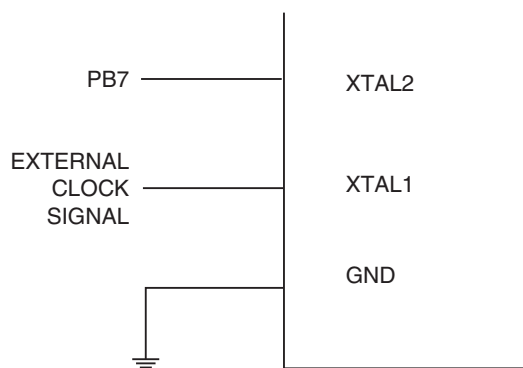 PB7
XTAL2
EXTERNAL
CLOCK
SIGNAL
XTAL1
GND